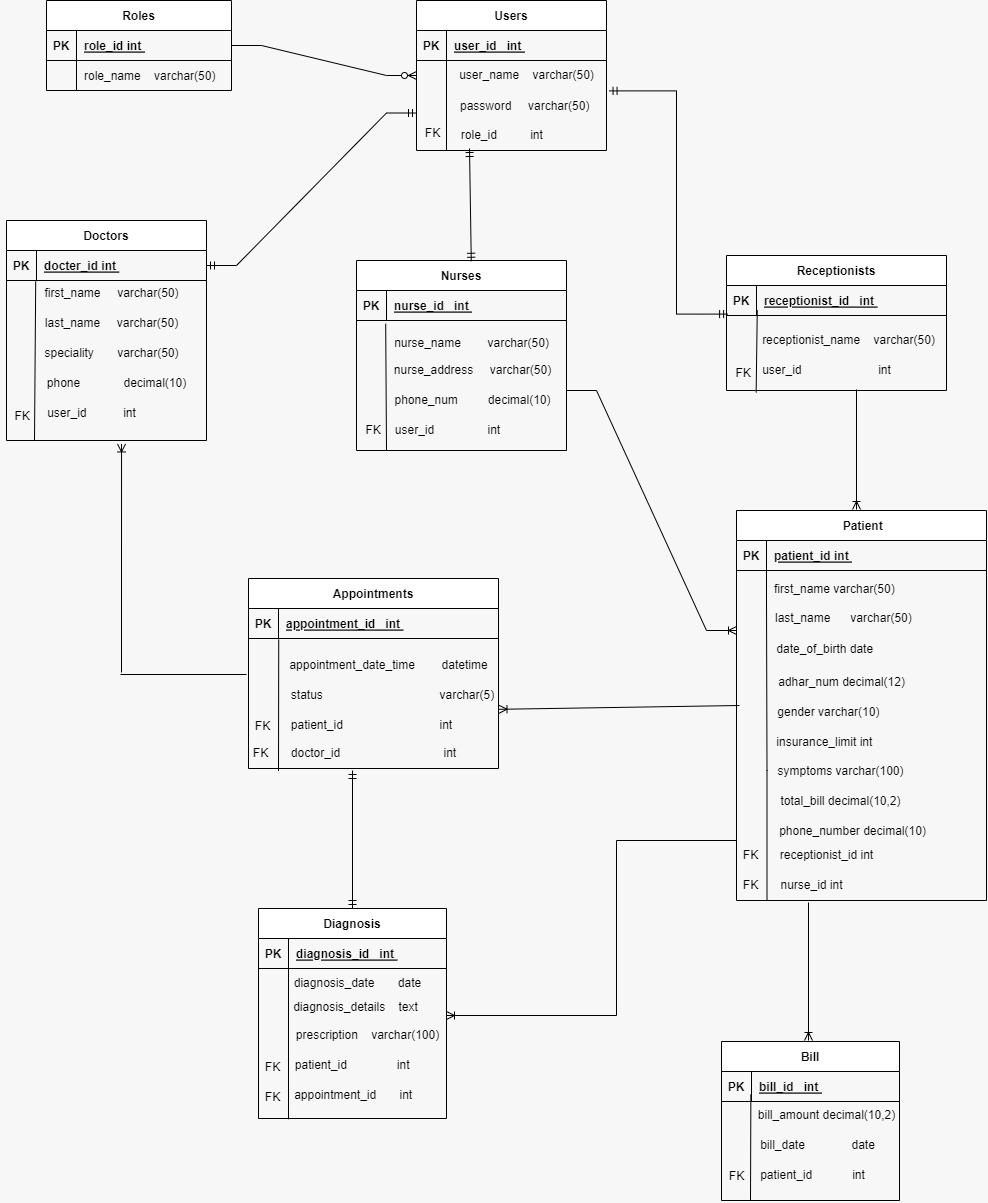 Roles
PK role_id int
role_name varchar(50)
Users
PK user_id int
user_name varchar(50)
password varchar(50)
FK role_id int
Doctors
PK docter_id int
first_name varchar(50)
last_name varchar(50)
speciality varchar(50)
phone decimal(10)
FK user_id int
Nurses
PK nurse_id int
nurse_name varchar(50)
nurse_address varchar(50)
phone_num decimal(10)
FK user_id int
Receptionists
PK receptionist_id int
receptionist_name varchar(50)
FK user_id int
Patient
PK patient_id int
first_name varchar(50)
last_name varchar(50)
date_of_birth date
adhar_num decimal(12)
gender varchar(10)
insurance_limit int
symptoms varchar(100)
total_bill decimal(10,2)
phone_number decimal(10)
FK receptionist_id int
FK nurse_id int
Appointments
PK appointment_id int
appointment_date_time datetime
status varchar(5)
FK patient_id int
FK doctor_id int
Diagnosis
PK diagnosis_id int
diagnosis_date date
diagnosis_details text
prescription varchar(100)
FK patient_id int
FK appointment_id int
Bill
PK bill_id int
bill_amount decimal(10,2)
bill_date date
FK patient_id int